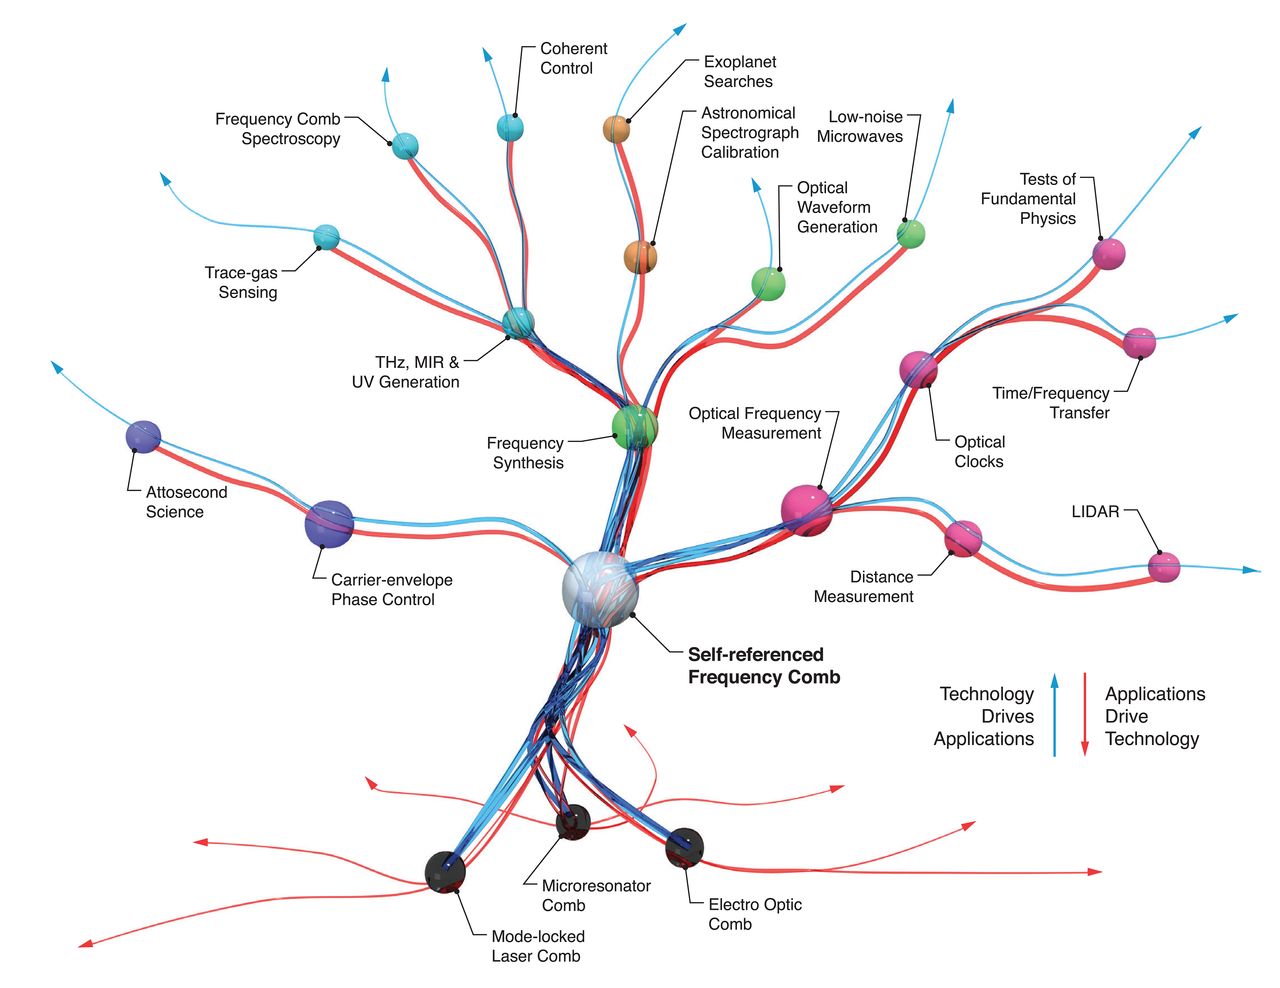 Coherent
Control
Exoplanet
Searches
Frequency Comb
Spectroscopy
Astronomical
Spectrograph
Calibration
Low-noise
Microwaves
Optical
Waveform
Generation
Tests of
Fundamental
Physics
Trace-gas
Sensing
THz, MIR &
UV Generation
Time/Frequency
Transfer
Optical Frequency
Measurement
Frequency
Synthesis
Optical
Clocks
Attosecond
Science
LIDAR
Carrier-envelope
Phase Control
Distance
Measurement
Self-referenced
Frequency Comb
Technology
Drives
Applications
Applications
Drive
Technology
Microresonator
Comb
Electro Optic
Comb
Mode-locked
Laser Comb